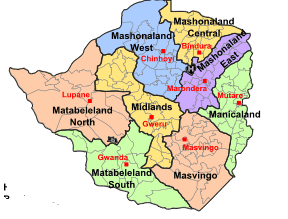 Mashonaland
Central
Bindura
Mashonaland
West
Chinhoyi
Mashonaland
East
Marondera
Mutare
Manicaland
Lupane
Matabeleland
North
Midlands
Gweru
Masvingo
Gwanda
Matabeleland
South
Masvingo